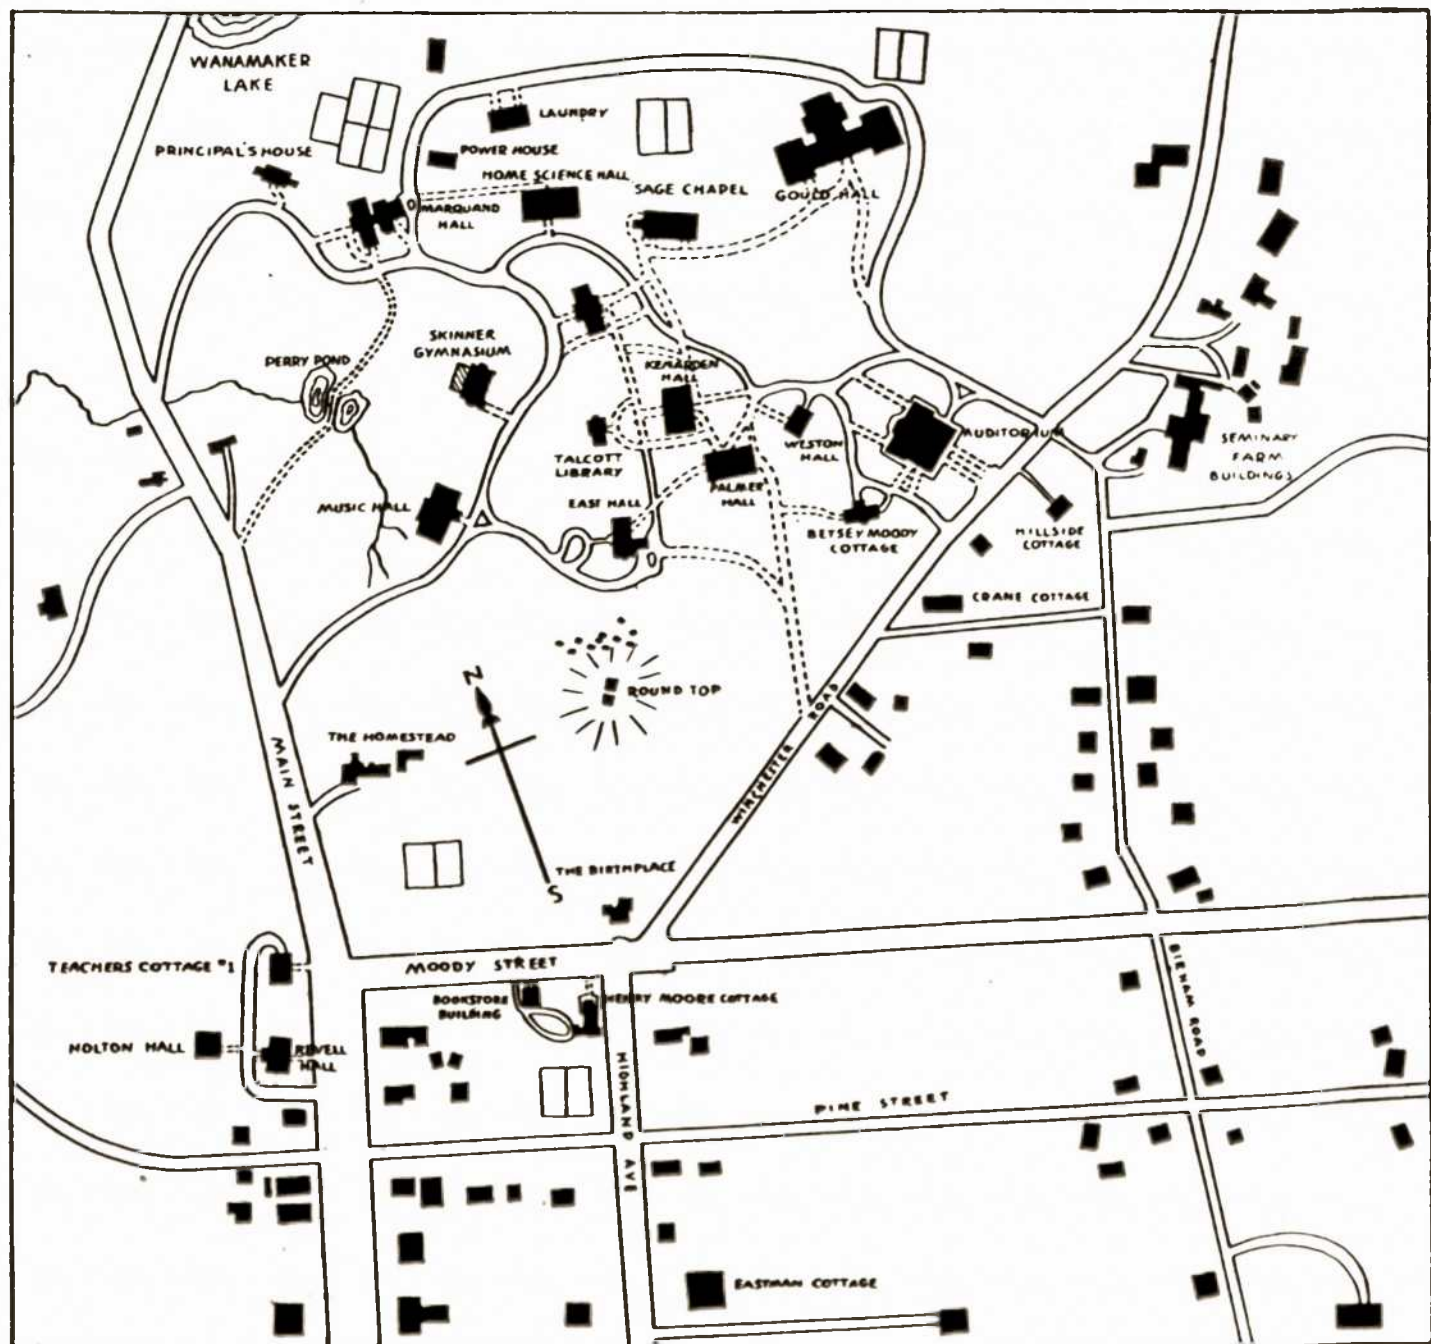 WANAMAKER
LAKE
LAUNDRY
PRINCIPAL'S HOUSE
POWER HOUSE
HOME SCIENCE HALL
SAGE CHAPEL
GOULD HALL
MARQUAND
HALL
SKINNER
GYMNASIUM
PERRY POND
KENARDEN
HALL
TALCOTT
LIBRARY
WESTON
HALL
AUDITORIUM
SEMINARY
FARM
BUILDINGS
PALMER
HALL
MUSIC HALL
EAST HALL
BETSEY MOODY
COTTAGE
HILLSIDE
COTTAGE
CRANE COTTAGE
N
ROUND TOP
THE HOMESTEAD
MAIN STREET
WINCHESTER ROAD
THE BIRTHPLACE
S
TEACHERS COTTAGE #1
MOODY STREET
BOOKSTORE
BUILDING
HENRY MOORE COTTAGE
HOLTON HALL
REVELL
HALL
HIGHLAND AVE
PINE STREET
ROAD
EASTMAN COTTAGE